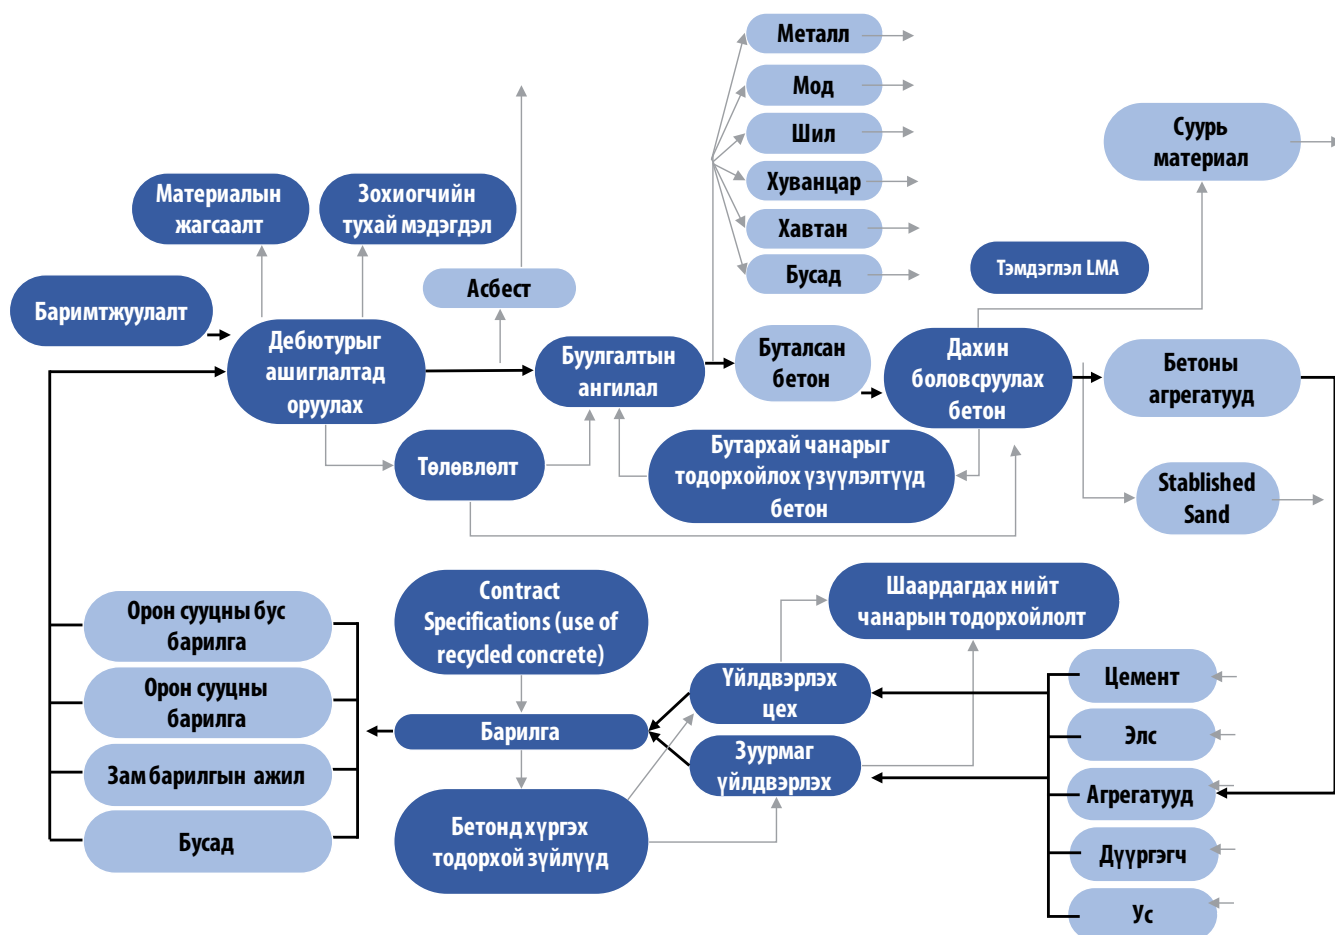 Металл
Мод
Шил
Хуванцар
Хавтан
Бусад
Суурь
материал
Материалын
жагсаалт
Зохиогчийн
тухай мэдэгдэл
Тэмдэглэл LMA
Асбест
Баримтжуулалт
Дебютурыг
ашиглалтад
оруулах
Буулгалтын
ангилал
Буталсан
бетон
Дахин
боловсруулах
бетон
Бетоны
агрегатууд
Төлөвлөлт
Бутархай чанарыг
тодорхойлох үзүүлэлтүүд
бетон
Stablished
Sand
Contract
Specifications (use of
recycled concrete)
Шаардагдах нийт
чанарын тодорхойлолт
Орон сууцны бус
барилга
Орон сууцны
барилга
Зам барилгын ажил
Бусад
Барилга
Үйлдвэрлэх
цех
Зуурмаг
үйлдвэрлэх
Бетонд хүргэх
тодорхой зүйлүүд
Цемент
Элс
Агрегатууд
Дүүргэгч
Ус